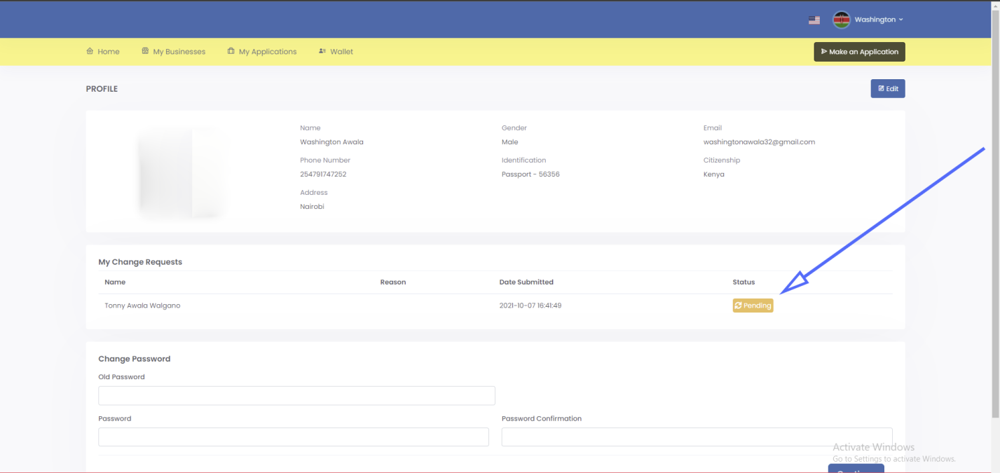 Washington
Home My Businesses My Applications Wallet Make an Application
PROFILE Edit
Name Gender Email
Washington Awala Male washingtonawala32@gmail.com
Phone Number Identification Citizenship
254791747252 Passport - 56356 Kenya
Address
Nairobi
My Change Requests
Name Reason Date Submitted Status
Tonny Awala Walgano 2021-10-07 16:41:49 Pending
Change Password
Old Password
Password Password Confirmation
Activate Windows
Go to Settings to activate Windows.